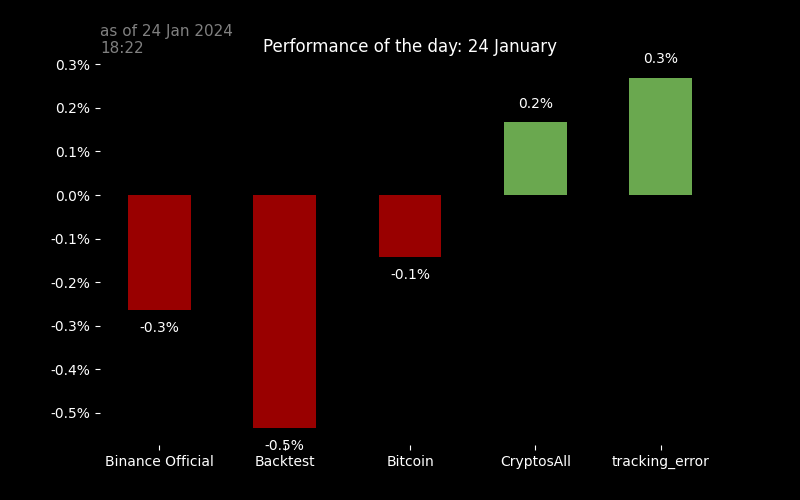 as of 24 Jan 2024
18:22
Performance of the day: 24 January
0.3%
0.2%
0.1%
0.0%
-0.1%
-0.2%
-0.3%
-0.4%
-0.5%
-0.3%
-0.5%
-0.1%
0.2%
0.3%
Binance Official
Backtest
Bitcoin
CryptosAll
tracking_error